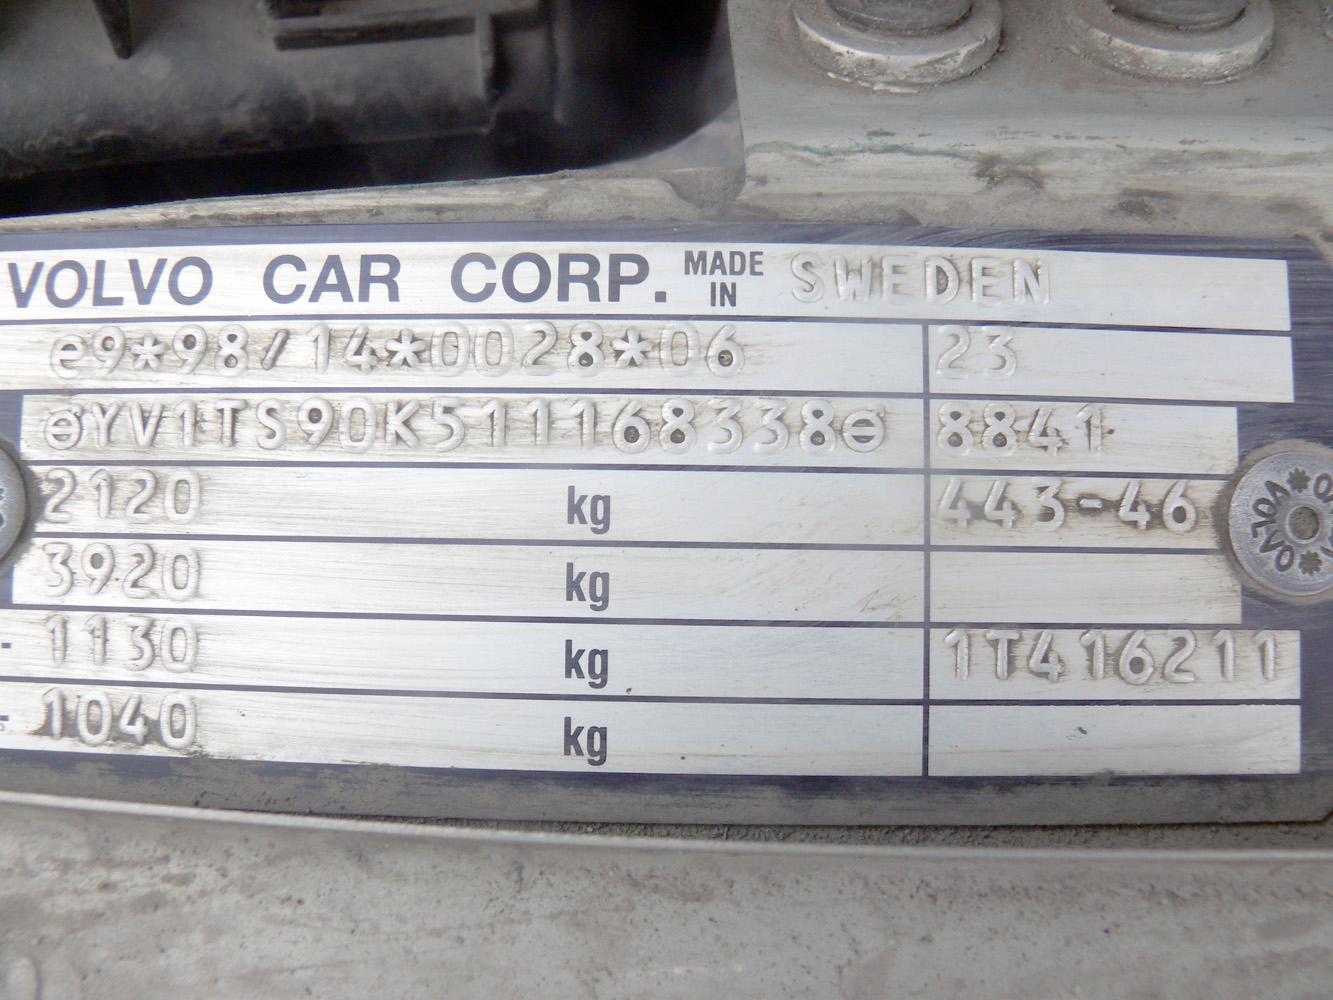 VOLVO CAR CORP. MADE IN SWEDEN
e9*98/14*0028*06 23
YV1TS90K511168338 8841
2120 kg 443-46
3920 kg
1130 kg 1T416211
1040 kg
VOLVO